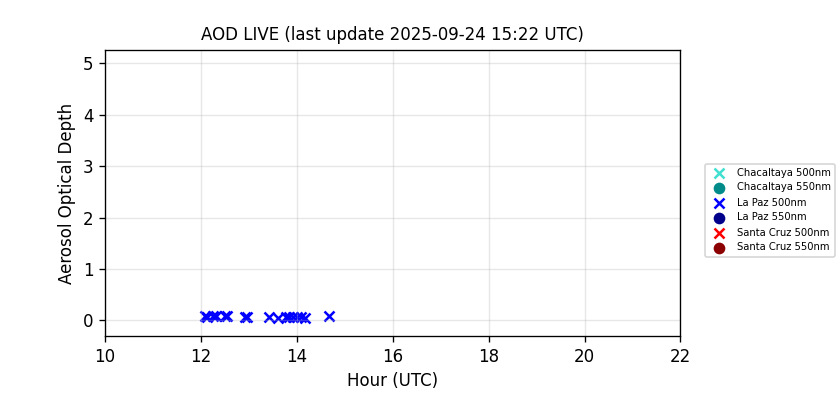 AOD LIVE (last update 2025-09-24 15:22 UTC)
Aerosol Optical Depth
5
4
3
2
1
0
10 12 14 16 18 20 22
Hour (UTC)
Chacaltaya 500nm
Chacaltaya 550nm
La Paz 500nm
La Paz 550nm
Santa Cruz 500nm
Santa Cruz 550nm